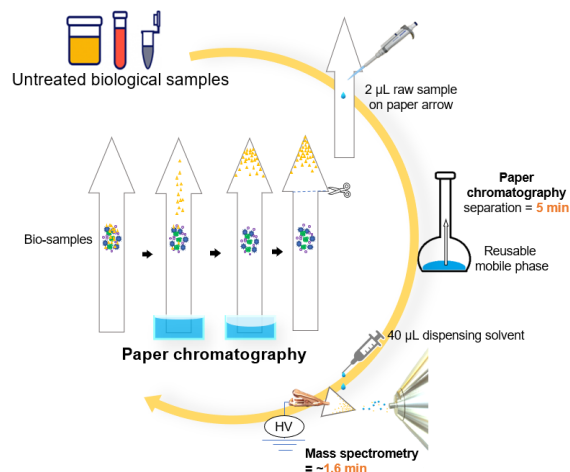 Untreated biological samples
2 µL raw sample
on paper arrow
Paper
chromatography
separation = 5 min
Reusable
mobile phase
Bio-samples
Paper chromatography
40 µL dispensing solvent
HV
Mass spectrometry
= ~1.6 min